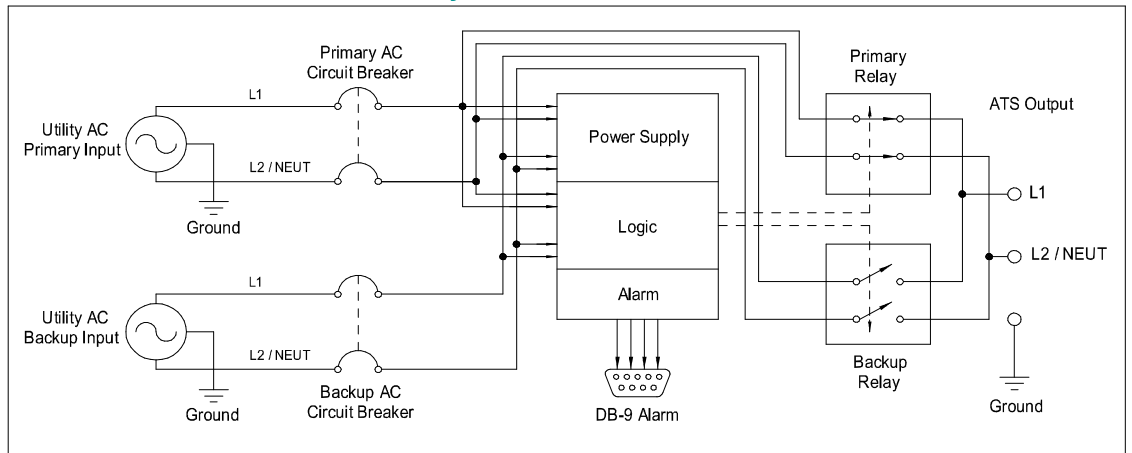 Primary AC
Circuit Breaker
Primary
Relay
L1
ATS Output
Utility AC
Primary Input
Power Supply
L2 / NEUT
L1
Ground
Logic
L2 / NEUT
L1
Alarm
Utility AC
Backup Input
L2 / NEUT
Backup
Relay
Ground
Backup AC
Circuit Breaker
DB-9 Alarm
Ground